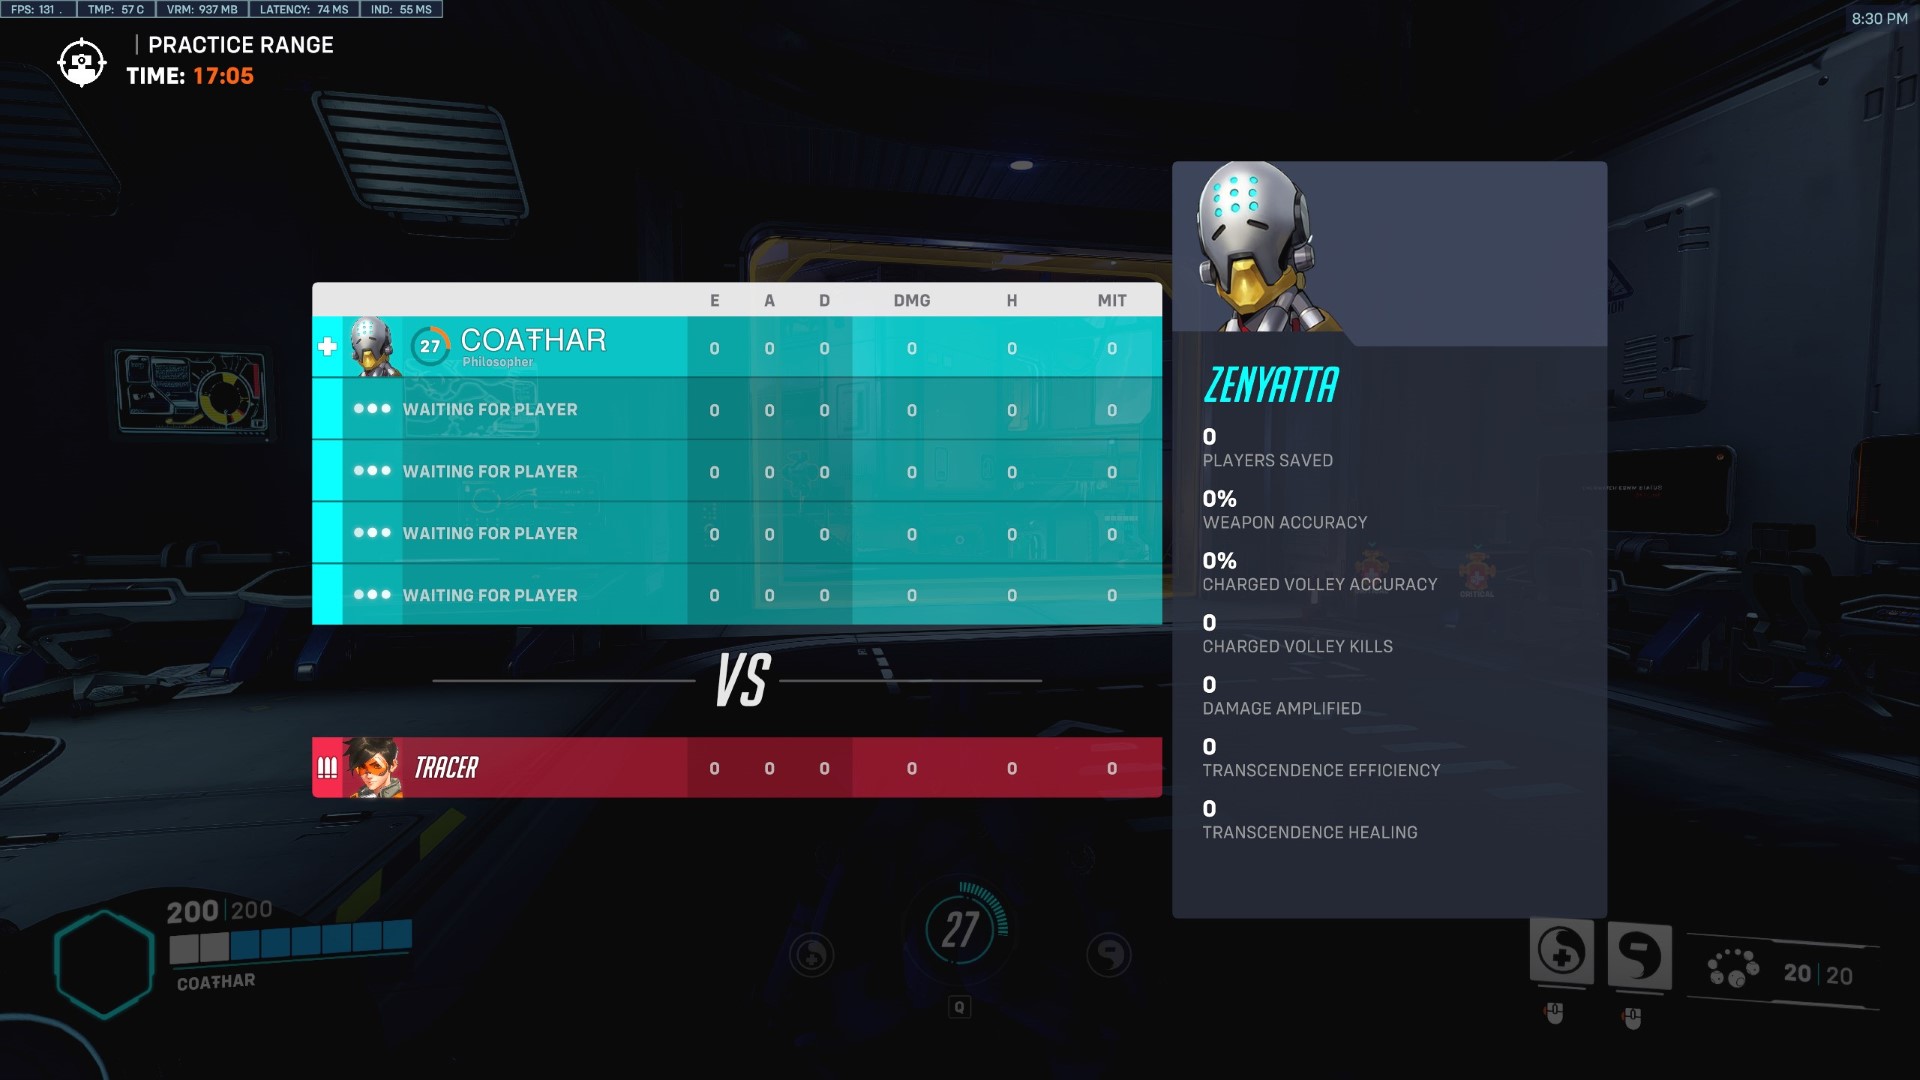 FPS: 131 . TMP: 57 C VRM: 937 MB LATENCY: 74 MS IND: 55 MS
8:30 PM
| PRACTICE RANGE
TIME: 17:05
E A D DMG H MIT
27 COAŦHAR 0 0 0 0 0 0
Philosopher
WAITING FOR PLAYER 0 0 0 0 0 0
WAITING FOR PLAYER 0 0 0 0 0 0
WAITING FOR PLAYER 0 0 0 0 0 0
WAITING FOR PLAYER 0 0 0 0 0 0
VS
TRACER 0 0 0 0 0 0
ZENYATTA
0
PLAYERS SAVED
0%
WEAPON ACCURACY
0%
CHARGED VOLLEY ACCURACY
0
CHARGED VOLLEY KILLS
0
DAMAGE AMPLIFIED
0
TRANSCENDENCE EFFICIENCY
0
TRANSCENDENCE HEALING
CRITICAL
200 | 200
COAŦHAR
27
Q
20 | 20